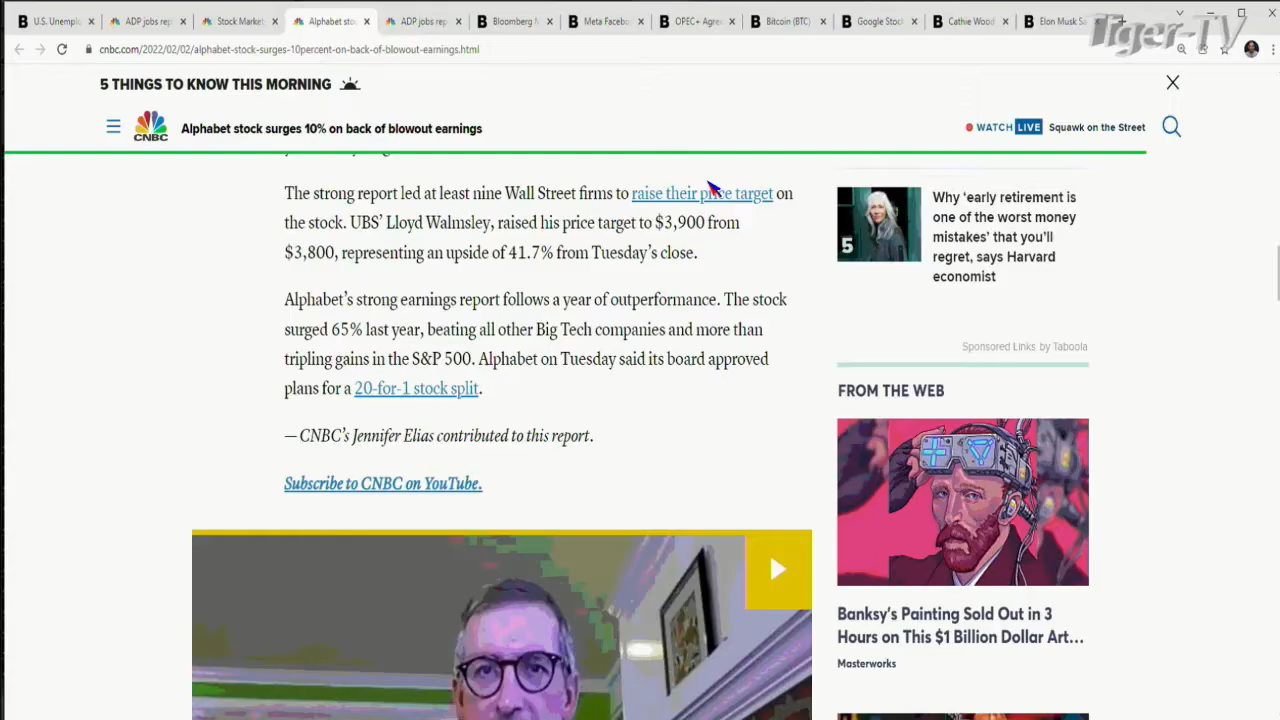 U.S. Unempl
ADP jobs rep
Stock Market
Alphabet sto
ADP jobs rep
Bloomberg M
Meta Facebo
OPEC+ Agre
Bitcoin (BTC)
Google Stoc
Cathie Wood
Elon Musk Sa
Tiger-TV
cnbc.com/2022/02/02/alphabet-stock-surges-10percent-on-back-of-blowout-earnings.html
5 THINGS TO KNOW THIS MORNING
CNBC
Alphabet stock surges 10% on back of blowout earnings
WATCH LIVE Squawk on the Street
The strong report led at least nine Wall Street firms to raise their price target on
the stock. UBS’ Lloyd Walmsley, raised his price target to $3,900 from
$3,800, representing an upside of 41.7% from Tuesday’s close.
Alphabet’s strong earnings report follows a year of outperformance. The stock
surged 65% last year, beating all other Big Tech companies and more than
tripling gains in the S&P 500. Alphabet on Tuesday said its board approved
plans for a 20-for-1 stock split.
— CNBC’s Jennifer Elias contributed to this report.
Subscribe to CNBC on YouTube.
5
Why ‘early retirement is
one of the worst money
mistakes’ that you’ll
regret, says Harvard
economist
Sponsored Links by Taboola
FROM THE WEB
Banksy’s Painting Sold Out in 3
Hours on This $1 Billion Dollar Art…
Masterworks